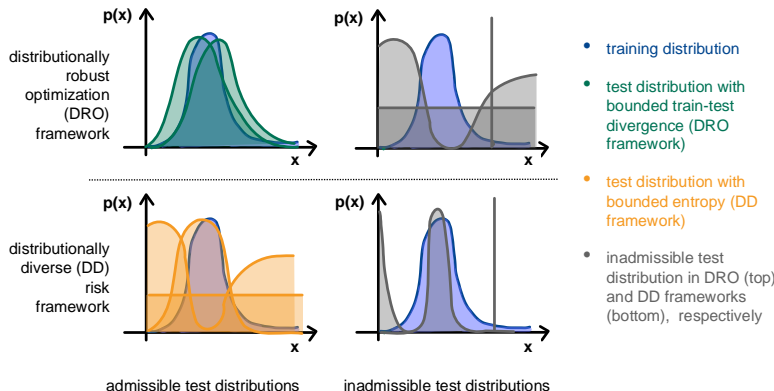 p(x)
distributionally
robust
optimization
(DRO)
framework
x
p(x)
x
p(x)
distributionally
diverse (DD)
risk
framework
x
p(x)
x
admissible test distributions
inadmissible test distributions
• training distribution
• test distribution with
bounded train-test
divergence (DRO
framework)
• test distribution with
bounded entropy (DD
framework)
• inadmissible test
distribution in DRO (top)
and DD frameworks
(bottom), respectively